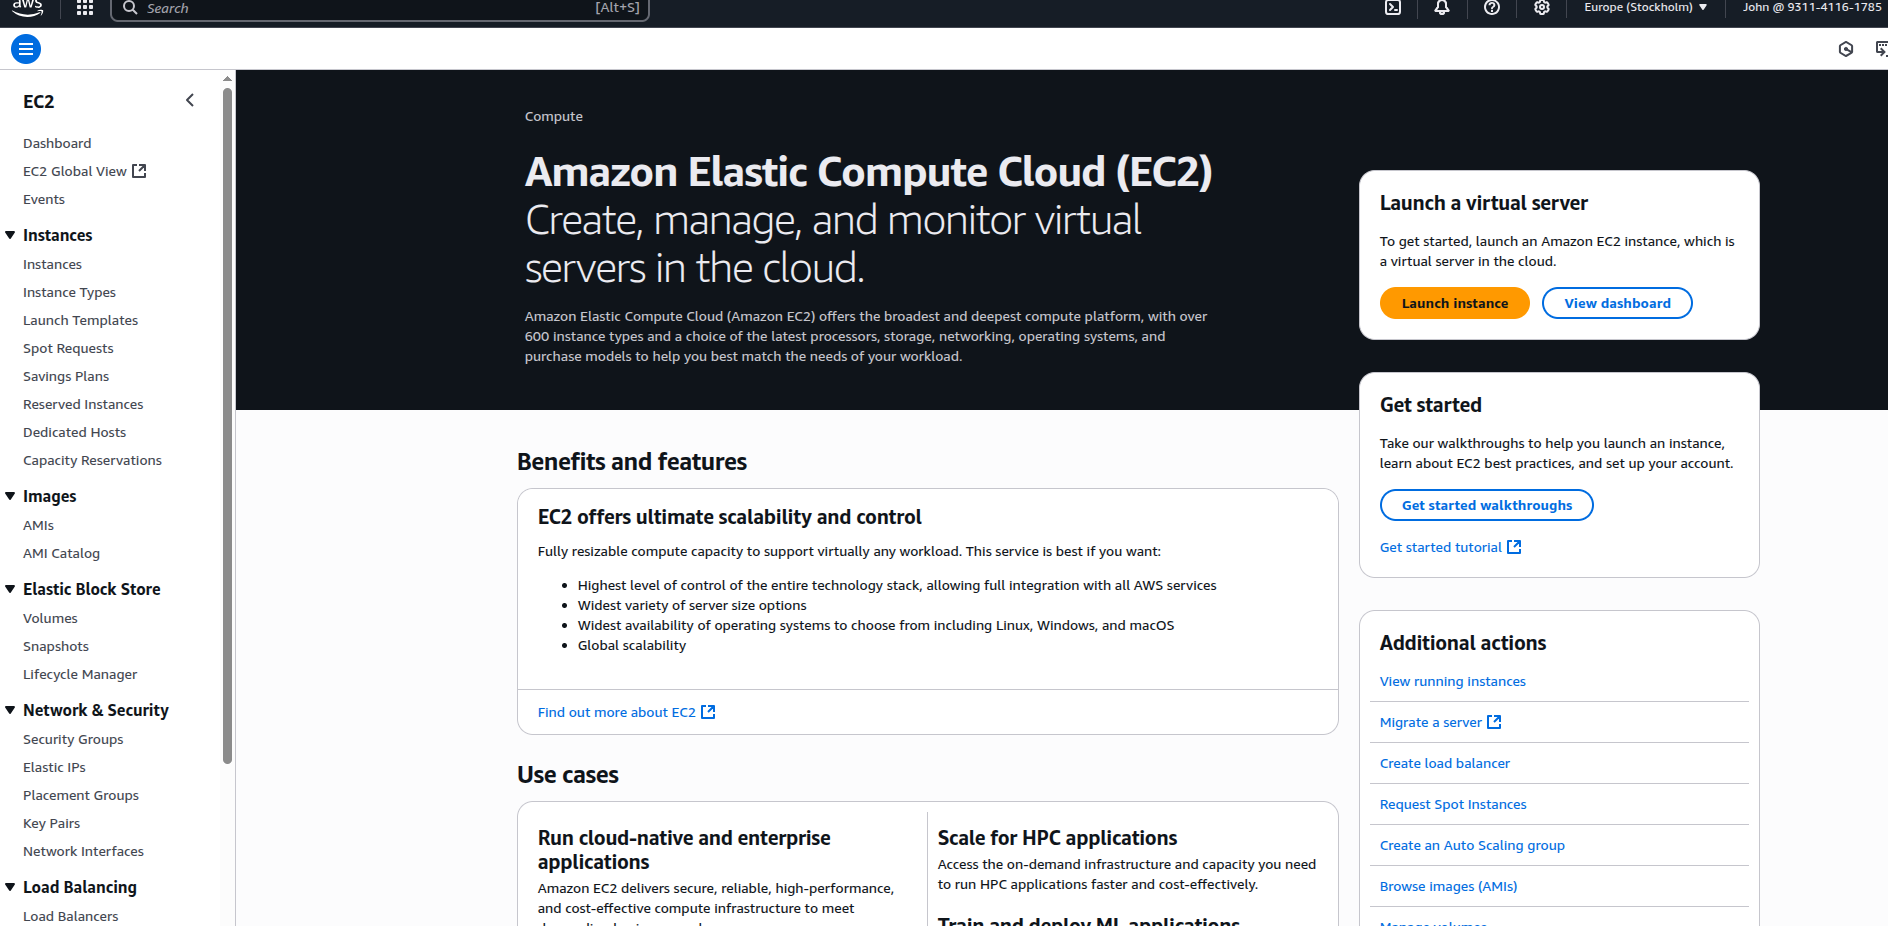 aws
Search
[Alt+S]
Europe (Stockholm)
John @ 9311-4116-1785
EC2
Dashboard
EC2 Global View
Events
Instances
Instances
Instance Types
Launch Templates
Spot Requests
Savings Plans
Reserved Instances
Dedicated Hosts
Capacity Reservations
Images
AMIs
AMI Catalog
Elastic Block Store
Volumes
Snapshots
Lifecycle Manager
Network & Security
Security Groups
Elastic IPs
Placement Groups
Key Pairs
Network Interfaces
Load Balancing
Load Balancers
Compute
Amazon Elastic Compute Cloud (EC2)
Create, manage, and monitor virtual
servers in the cloud.
Amazon Elastic Compute Cloud (Amazon EC2) offers the broadest and deepest compute platform, with over
600 instance types and a choice of the latest processors, storage, networking, operating systems, and
purchase models to help you best match the needs of your workload.
Benefits and features
EC2 offers ultimate scalability and control
Fully resizable compute capacity to support virtually any workload. This service is best if you want:
• Highest level of control of the entire technology stack, allowing full integration with all AWS services
• Widest variety of server size options
• Widest availability of operating systems to choose from including Linux, Windows, and macOS
• Global scalability
Find out more about EC2
Use cases
Run cloud-native and enterprise
applications
Amazon EC2 delivers secure, reliable, high-performance,
and cost-effective compute infrastructure to meet
Scale for HPC applications
Access the on-demand infrastructure and capacity you need
to run HPC applications faster and cost-effectively.
Train and deploy ML applications
Launch a virtual server
To get started, launch an Amazon EC2 instance, which is
a virtual server in the cloud.
Launch instance
View dashboard
Get started
Take our walkthroughs to help you launch an instance,
learn about EC2 best practices, and set up your account.
Get started walkthroughs
Get started tutorial
Additional actions
View running instances
Migrate a server
Create load balancer
Request Spot Instances
Create an Auto Scaling group
Browse images (AMIs)
Manage volumes